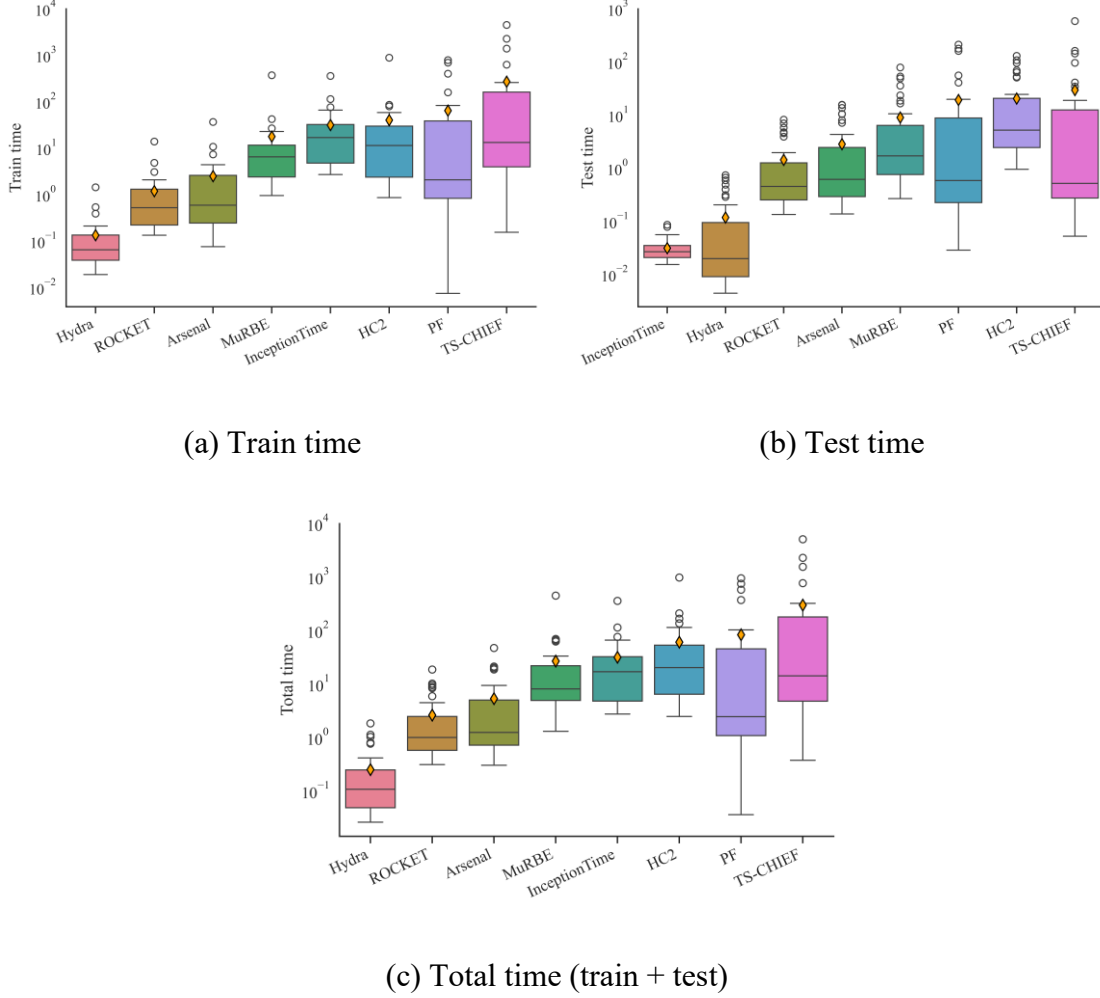 10^4
10^3
10^2
10^1
10^0
10^-1
10^-2
Train time
Hydra
ROCKET
Arsenal
MuRBE
InceptionTime
HC2
PF
TS-CHIEF
(a) Train time
10^3
10^2
10^1
10^0
10^-1
10^-2
Test time
InceptionTime
Hydra
ROCKET
Arsenal
MuRBE
PF
HC2
TS-CHIEF
(b) Test time
10^4
10^3
10^2
10^1
10^0
10^-1
Total time
Hydra
ROCKET
Arsenal
MuRBE
InceptionTime
HC2
PF
TS-CHIEF
(c) Total time (train + test)